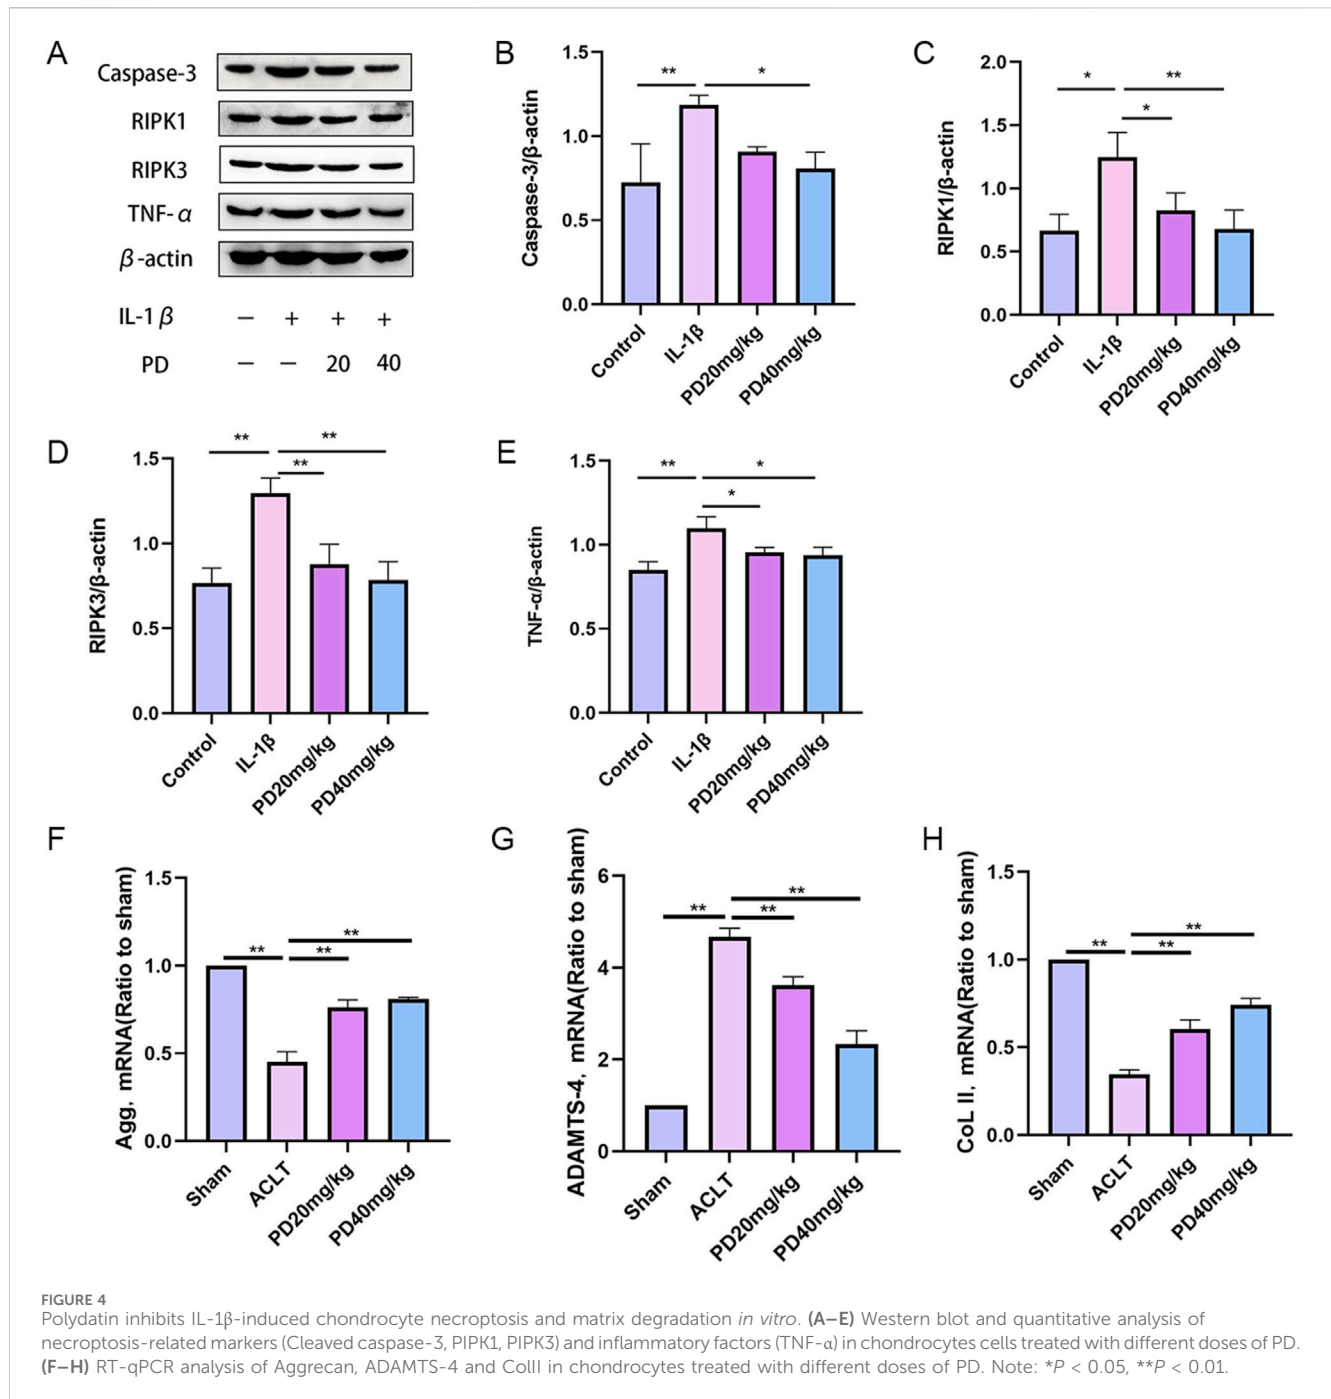 A
Caspase-3
RIPK1
RIPK3
TNF-α
β-actin
IL-1β − + + +
PD − − 20 40
B
Caspase-3/β-actin
1.5
1.0
0.5
0.0
** *
Control
IL-1β
PD20mg/kg
PD40mg/kg
C
RIPK1/β-actin
2.0
1.5
1.0
0.5
0.0
* **
*
Control
IL-1β
PD20mg/kg
PD40mg/kg
D
RIPK3/β-actin
1.5
1.0
0.5
0.0
** **
**
Control
IL-1β
PD20mg/kg
PD40mg/kg
E
TNF-α/β-actin
1.5
1.0
0.5
0.0
** *
*
Control
IL-1β
PD20mg/kg
PD40mg/kg
F
Agg, mRNA(Ratio to sham)
1.5
1.0
0.5
0.0
**
** **
Sham
ACLT
PD20mg/kg
PD40mg/kg
G
ADAMTS-4, mRNA(Ratio to sham)
6
4
2
0
**
** **
Sham
ACLT
PD20mg/kg
PD40mg/kg
H
CoL II, mRNA(Ratio to sham)
1.5
1.0
0.5
0.0
**
** **
Sham
ACLT
PD20mg/kg
PD40mg/kg
FIGURE 4
Polydatin inhibits IL-1β-induced chondrocyte necroptosis and matrix degradation in vitro. (A–E) Western blot and quantitative analysis of
necroptosis-related markers (Cleaved caspase-3, PIPK1, PIPK3) and inflammatory factors (TNF-α) in chondrocytes cells treated with different doses of PD.
(F–H) RT-qPCR analysis of Aggrecan, ADAMTS-4 and ColII in chondrocytes treated with different doses of PD. Note: *P < 0.05, **P < 0.01.